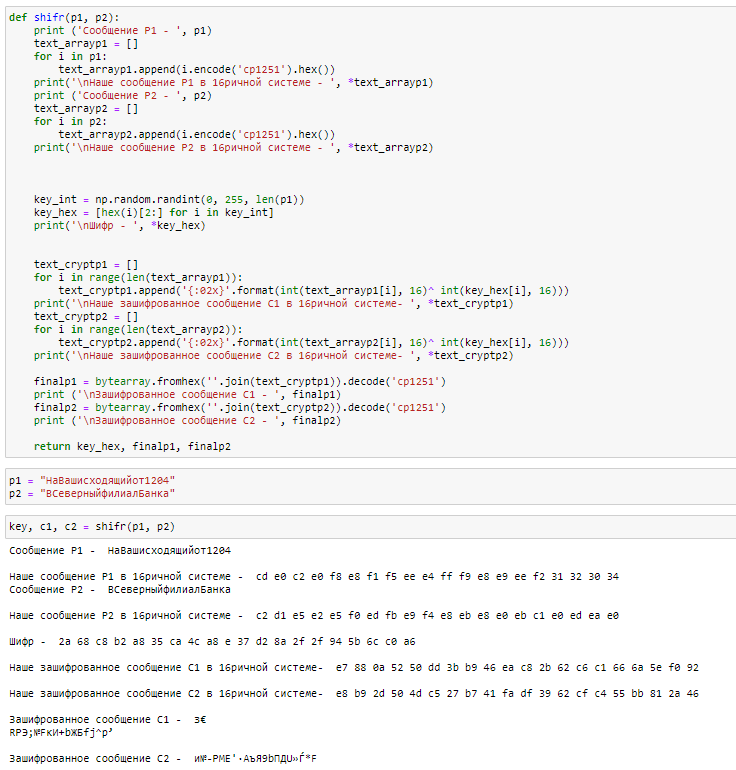 def shifr(p1, p2):
    print ('Сообщение P1 - ', p1)
    text_arrayp1 = []
    for i in p1:
        text_arrayp1.append(i.encode('cp1251').hex())
    print('\nНаше сообщение P1 в 16ричной системе - ', *text_arrayp1)
    print ('Сообщение P2 - ', p2)
    text_arrayp2 = []
    for i in p2:
        text_arrayp2.append(i.encode('cp1251').hex())
    print('\nНаше сообщение P2 в 16ричной системе - ', *text_arrayp2)
    key_int = np.random.randint(0, 255, len(p1))
    key_hex = [hex(i)[2:] for i in key_int]
    print('\nШифр - ', *key_hex)
    text_cryptp1 = []
    for i in range(len(text_arrayp1)):
        text_cryptp1.append('{:02x}'.format(int(text_arrayp1[i], 16)^ int(key_hex[i], 16)))
    print('\nНаше зашифрованное сообщение C1 в 16ричной системе- ', *text_cryptp1)
    text_cryptp2 = []
    for i in range(len(text_arrayp2)):
        text_cryptp2.append('{:02x}'.format(int(text_arrayp2[i], 16)^ int(key_hex[i], 16)))
    print('\nНаше зашифрованное сообщение C2 в 16ричной системе- ', *text_cryptp2)
    finalp1 = bytearray.fromhex(''.join(text_cryptp1)).decode('cp1251')
    print ('\nЗашифрованное сообщение C1 - ', finalp1)
    finalp2 = bytearray.fromhex(''.join(text_cryptp2)).decode('cp1251')
    print ('\nЗашифрованное сообщение C2 - ', finalp2)
    return key_hex, finalp1, finalp2
p1 = "НаВашисходящийот1204"
p2 = "ВСеверныйфилиалБанка"
key, c1, c2 = shifr(p1, p2)
Сообщение P1 -  НаВашисходящийот1204
Наше сообщение P1 в 16ричной системе -  cd e0 c2 e0 f8 e8 f1 f5 ee e4 ff f9 e8 e9 ee f2 31 32 30 34
Сообщение P2 -  ВСеверныйфилиалБанка
Наше сообщение P2 в 16ричной системе -  c2 d1 e5 e2 e5 f0 ed fb e9 f4 e8 eb e8 e0 eb c1 e0 ed ea e0
Шифр -  2a 68 c8 b2 a8 35 ca 4c a8 e 37 d2 8a 2f 2f 94 5b 6c c0 a6
Наше зашифрованное сообщение C1 в 16ричной системе-  e7 88 0a 52 50 dd 3b b9 46 ea c8 2b 62 c6 c1 66 6a 5e f0 92
Наше зашифрованное сообщение C2 в 16ричной системе-  e8 b9 2d 50 4d c5 27 b7 41 fa df 39 62 cf c4 55 bb 81 2a 46
Зашифрованное сообщение C1 -  з€
RPЭ;№FкИ+bЖБfj^р’
Зашифрованное сообщение C2 -  и№-PMЕ'·AъЯ9bПДU»Ѓ*F